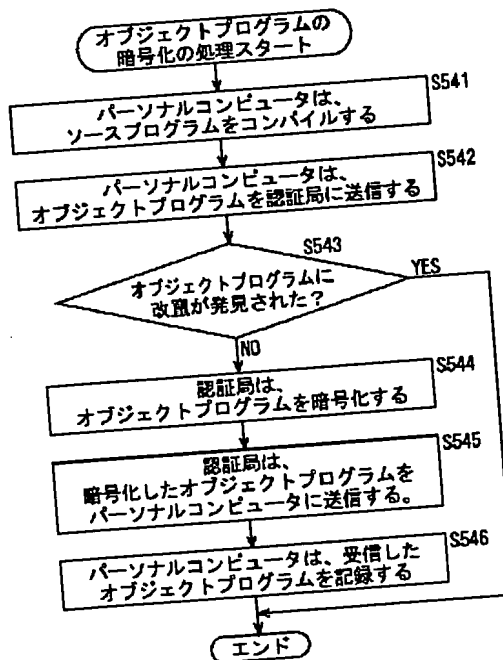 オブジェクトプログラムの
暗号化の処理スタート
S541
パーソナルコンピュータは、
ソースプログラムをコンパイルする
S542
パーソナルコンピュータは、
オブジェクトプログラムを認証局に送信する
S543
オブジェクトプログラムに
改竄が発見された？
YES
NO
S544
認証局は、
オブジェクトプログラムを暗号化する
S545
認証局は、
暗号化したオブジェクトプログラムを
パーソナルコンピュータに送信する。
S546
パーソナルコンピュータは、受信した
オブジェクトプログラムを記録する
エンド